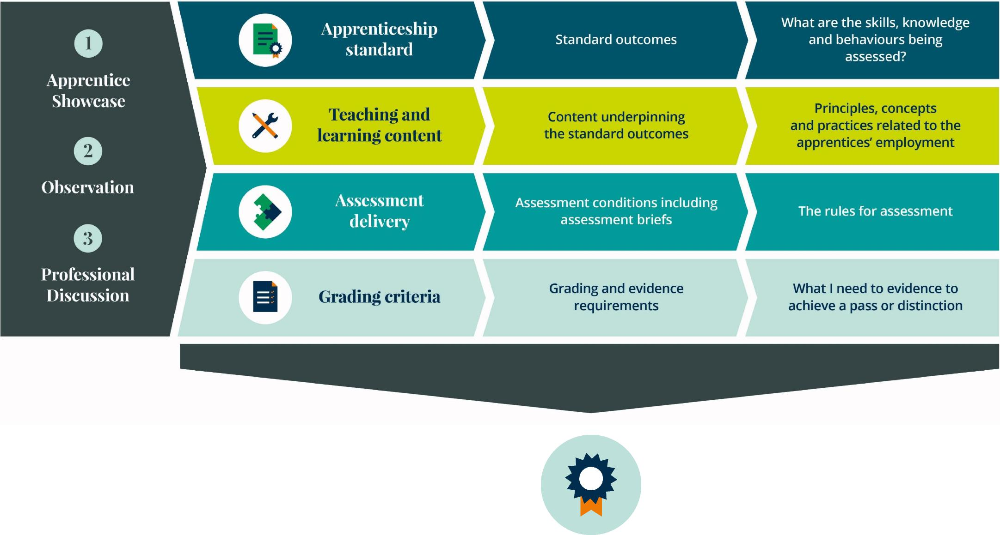 1
Apprentice
Showcase
2
Observation
3
Professional
Discussion
Apprenticeship
standard
Standard outcomes
What are the skills, knowledge
and behaviours being
assessed?
Teaching and
learning content
Content underpinning
the standard outcomes
Principles, concepts
and practices related to the
apprentices’ employment
Assessment
delivery
Assessment conditions including
assessment briefs
The rules for assessment
Grading criteria
Grading and evidence
requirements
What I need to evidence to
achieve a pass or distinction